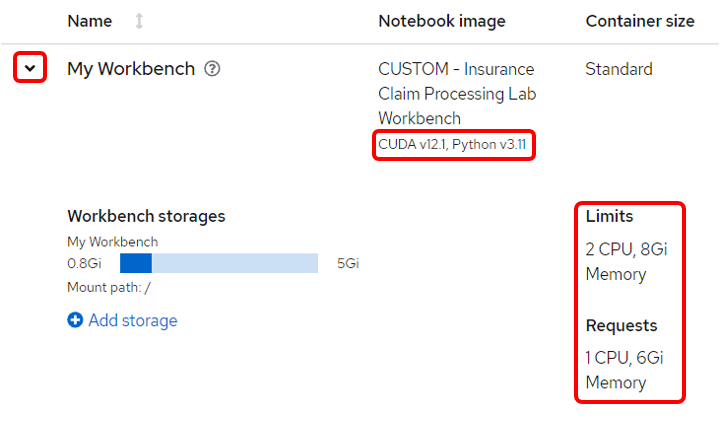 Name
Notebook image
Container size
My Workbench
CUSTOM - Insurance
Claim Processing Lab
Workbench
CUDA v12.1, Python v3.11
Standard
Workbench storages
My Workbench
0.8Gi
5Gi
Mount path: /
Add storage
Limits
2 CPU, 8Gi
Memory
Requests
1 CPU, 6Gi
Memory